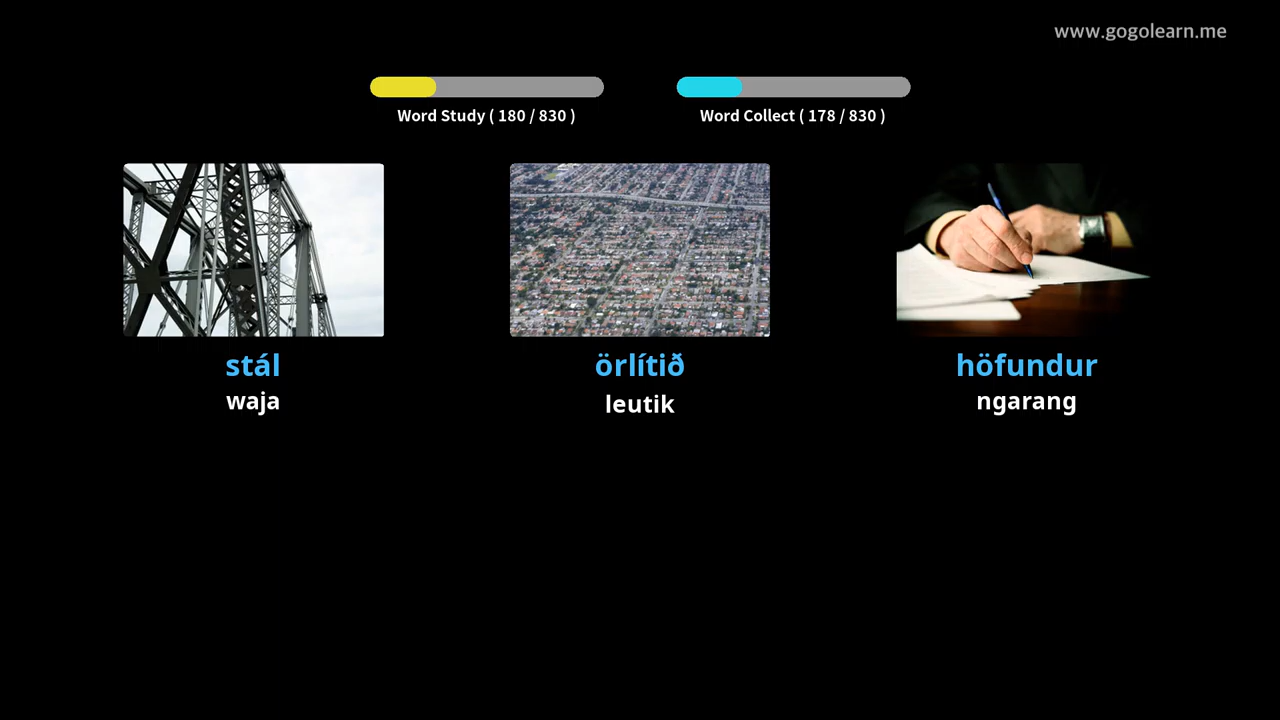 www.gogolearn.me
Word Study ( 180 / 830 )
Word Collect ( 178 / 830 )
stál
waja
örlítið
leutik
höfundur
ngarang